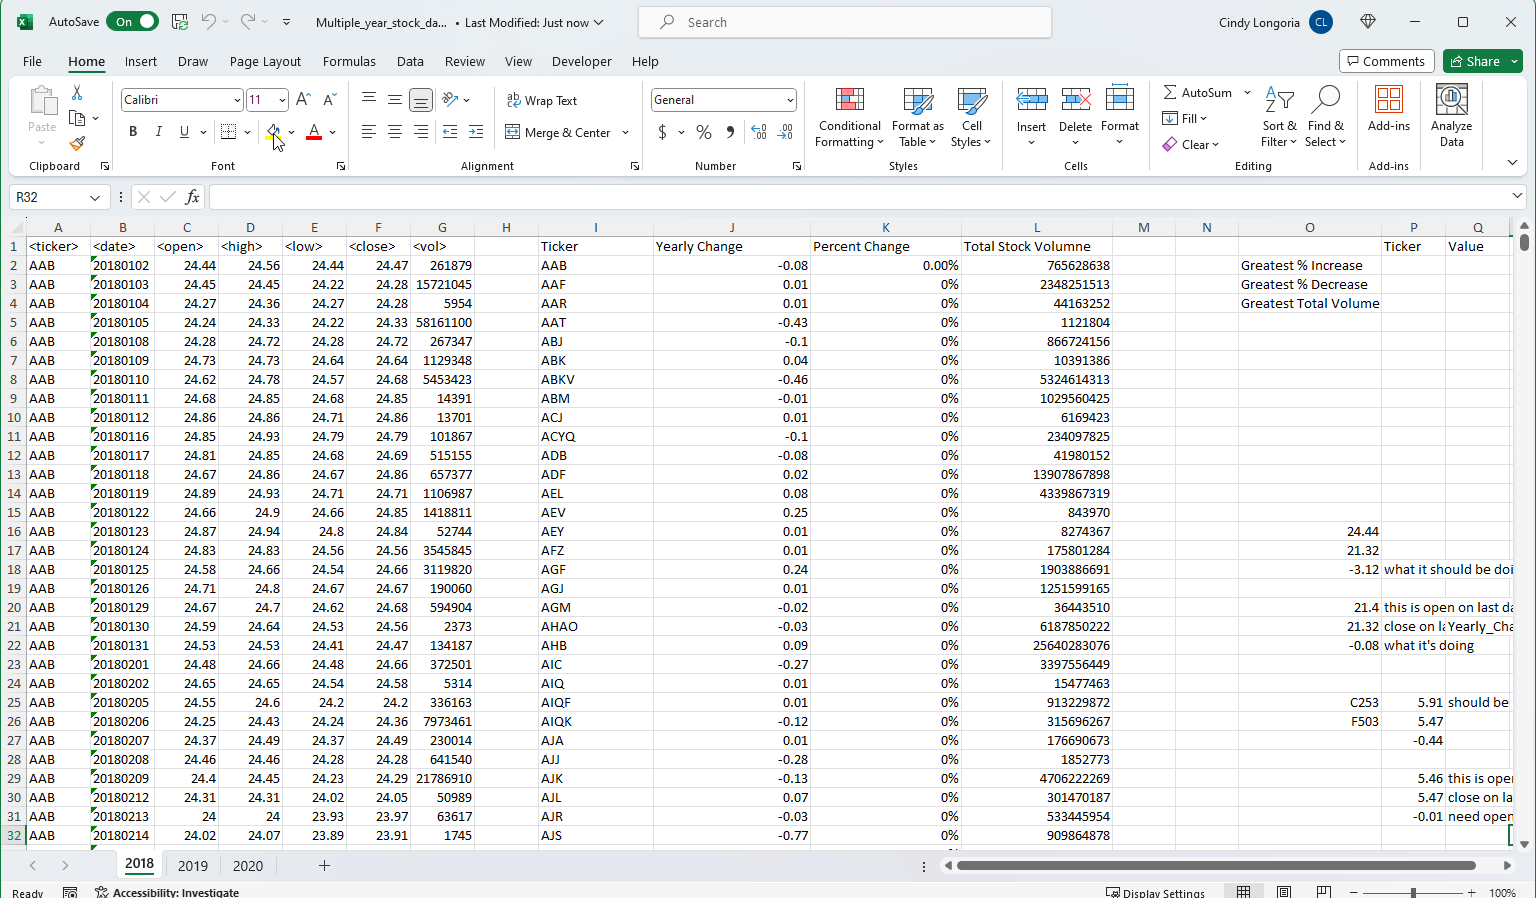 AutoSave On Multiple_year_stock_da... • Last Modified: Just now Search Cindy Longoria CL
File Home Insert Draw Page Layout Formulas Data Review View Developer Help Comments Share
Paste Calibri 11 Wrap Text General Conditional Formatting Format as Table Cell Styles Insert Delete Format AutoSum Fill Clear Sort & Filter Find & Select Add-ins Analyze Data
B I U A Merge & Center $ %
Clipboard Font Alignment Number Styles Cells Editing Add-ins
R32 fx
A B C D E F G H I J K L M N O P Q
1 <ticker> <date> <open> <high> <low> <close> <vol> Ticker Yearly Change Percent Change Total Stock Volumne Ticker Value
2 AAB 20180102 24.44 24.56 24.44 24.47 261879 AAB -0.08 0.00% 765628638 Greatest % Increase
3 AAB 20180103 24.45 24.45 24.22 24.28 15721045 AAF 0.01 0% 2348251513 Greatest % Decrease
4 AAB 20180104 24.27 24.36 24.27 24.28 5954 AAR 0.01 0% 44163252 Greatest Total Volume
5 AAB 20180105 24.24 24.33 24.22 24.33 58161100 AAT -0.43 0% 1121804
6 AAB 20180108 24.28 24.72 24.28 24.72 267347 ABJ -0.1 0% 866724156
7 AAB 20180109 24.73 24.73 24.64 24.64 1129348 ABK 0.04 0% 10391386
8 AAB 20180110 24.62 24.78 24.57 24.68 5453423 ABKV -0.46 0% 5324614313
9 AAB 20180111 24.68 24.85 24.68 24.85 14391 ABM -0.01 0% 1029560425
10 AAB 20180112 24.86 24.86 24.71 24.86 13701 ACJ 0.01 0% 6169423
11 AAB 20180116 24.85 24.93 24.79 24.79 101867 ACYQ -0.1 0% 234097825
12 AAB 20180117 24.81 24.85 24.68 24.69 515155 ADB -0.08 0% 41980152
13 AAB 20180118 24.67 24.86 24.67 24.86 657377 ADF 0.02 0% 13907867898
14 AAB 20180119 24.89 24.93 24.71 24.71 1106987 AEL 0.08 0% 4339867319
15 AAB 20180122 24.66 24.9 24.66 24.85 1418811 AEV 0.25 0% 843970
16 AAB 20180123 24.87 24.94 24.8 24.84 52744 AEY 0.01 0% 8274367 24.44
17 AAB 20180124 24.83 24.83 24.56 24.56 3545845 AFZ 0.01 0% 175801284 21.32
18 AAB 20180125 24.58 24.66 24.54 24.66 3119820 AGF 0.24 0% 1903886691 -3.12 what it should be doi
19 AAB 20180126 24.71 24.8 24.67 24.67 190060 AGJ 0.01 0% 1251599165
20 AAB 20180129 24.67 24.7 24.62 24.68 594904 AGM -0.02 0% 36443510 21.4 this is open on last da
21 AAB 20180130 24.59 24.64 24.53 24.56 2373 AHAO -0.03 0% 6187850222 21.32 close on la Yearly_Cha
22 AAB 20180131 24.53 24.53 24.41 24.47 134187 AHB 0.09 0% 25640283076 -0.08 what it's doing
23 AAB 20180201 24.48 24.66 24.48 24.66 372501 AIC -0.27 0% 3397556449
24 AAB 20180202 24.65 24.65 24.54 24.58 5314 AIQ 0.01 0% 15477463
25 AAB 20180205 24.55 24.6 24.2 24.2 336163 AIQF 0.01 0% 913229872 C253 5.91 should be
26 AAB 20180206 24.25 24.43 24.24 24.36 7973461 AIQK -0.12 0% 315696267 F503 5.47
27 AAB 20180207 24.37 24.49 24.37 24.49 230014 AJA 0.01 0% 176690673 -0.44
28 AAB 20180208 24.46 24.46 24.28 24.28 641540 AJJ -0.28 0% 1852773
29 AAB 20180209 24.4 24.45 24.23 24.29 21786910 AJK -0.13 0% 4706222269 5.46 this is ope
30 AAB 20180212 24.31 24.31 24.02 24.05 50989 AJL 0.07 0% 301470187 5.47 close on la
31 AAB 20180213 24 24 23.93 23.97 63617 AJR -0.03 0% 533445954 -0.01 need open
32 AAB 20180214 24.02 24.07 23.89 23.91 1745 AJS -0.77 0% 909864878
2018 2019 2020
Ready Accessibility: Investigate Display Settings 100%